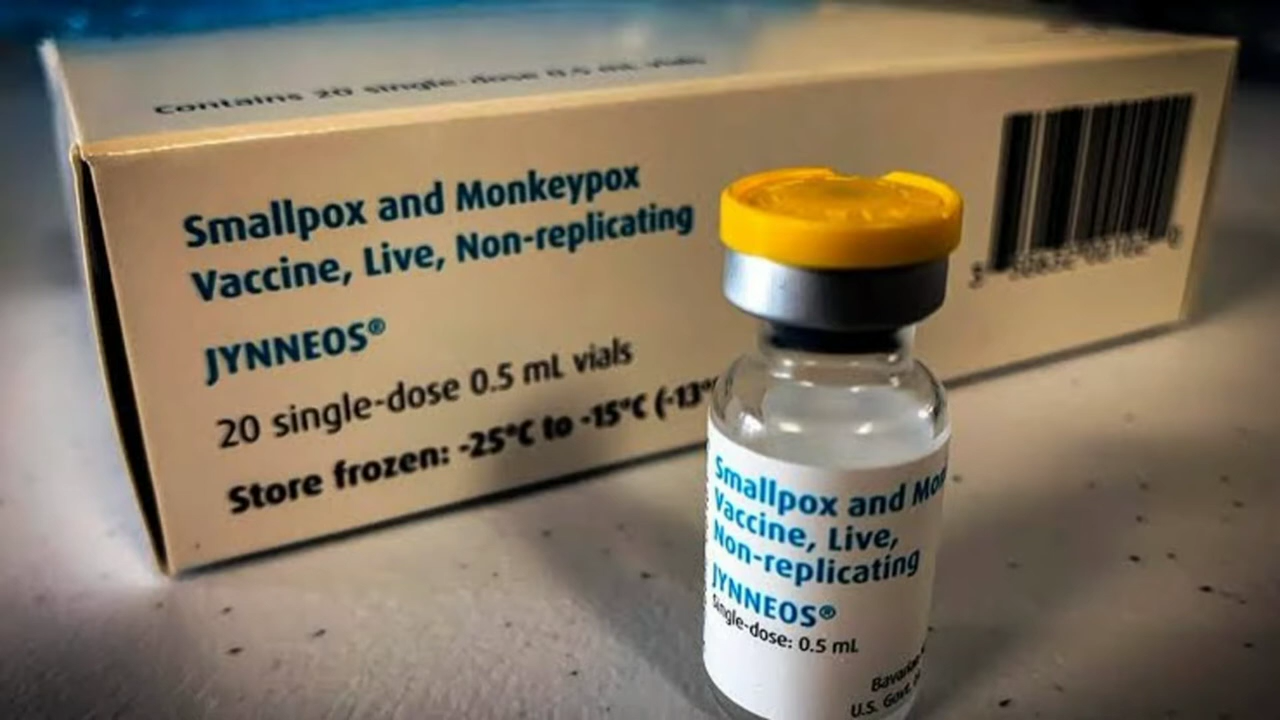 Contains 20 single-dose 0.5 mL vials
Smallpox and Monkeypox
Vaccine, Live, Non-replicating
JYNNEOS®
20 single-dose 0.5 mL vials
Store frozen: -25°C to -15°C (-13°
Smallpox and Mon
Vaccine, Live,
Non-replicating
JYNNEOS®
Single-dose: 0.5 mL
U.S. Govt.